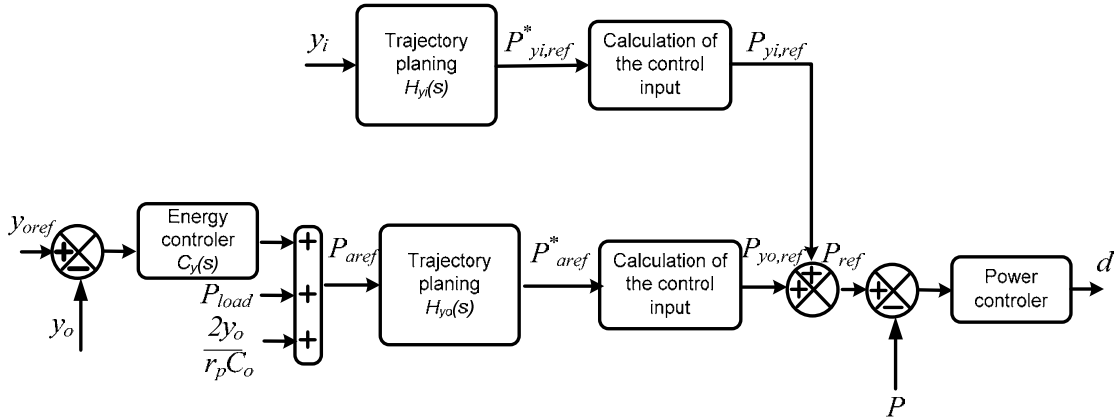 y_i
Trajectory
planing
H_yi(s)
P*_yi,ref
Calculation of
the control
input
P_yi,ref
y_oref
+
−
y_o
Energy
controler
C_y(s)
P_load
2y_o
r_pC_o
+
+
+
P_aref
Trajectory
planing
H_yo(s)
P*_aref
Calculation of
the control
input
P_yo,ref
+
+
P_ref
+
−
P
Power
controler
d